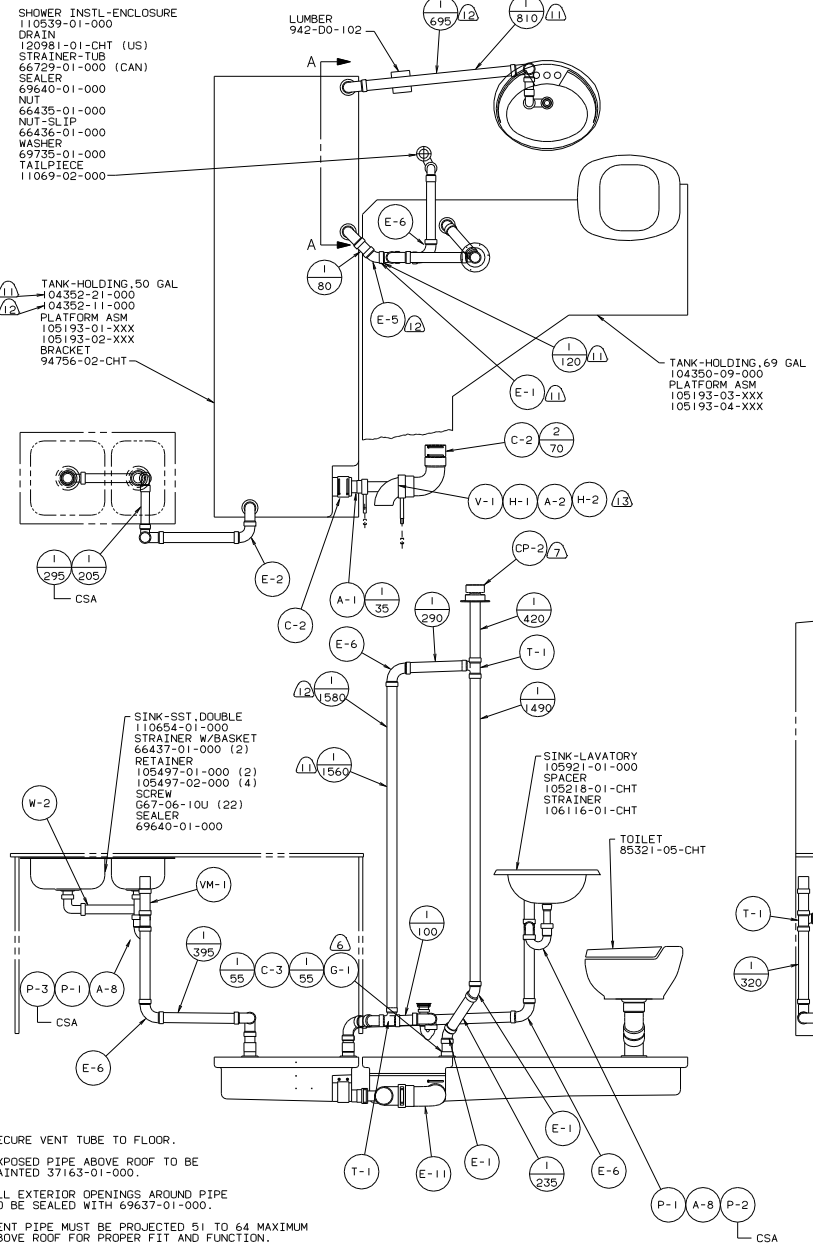 SHOWER INSTL-ENCLOSURE
110539-01-000
DRAIN
120981-01-CHT (US)
STRAINER-TUB
66729-01-000 (CAN)
SEALER
69640-01-000
NUT
66435-01-000
NUT-SLIP
66436-01-000
WASHER
69735-01-000
TAILPIECE
11069-02-000
LUMBER
942-D0-102
1
695
12
1
810
11
A
A
E-6
1
80
E-5
12
1
120
11
E-1
11
11
12
TANK-HOLDING,50 GAL
104352-21-000
104352-11-000
PLATFORM ASM
105193-01-XXX
105193-02-XXX
BRACKET
94756-02-CHT
TANK-HOLDING,69 GAL
104350-09-000
PLATFORM ASM
105193-03-XXX
105193-04-XXX
C-2
2
70
V-1
H-1
A-2
H-2
13
1
295
1
205
CSA
E-2
C-2
A-1
1
35
CP-2
7
1
290
1
420
E-6
T-1
12
1
1580
1
1490
11
1
1560
SINK-SST,DOUBLE
110654-01-000
STRAINER W/BASKET
66437-01-000 (2)
RETAINER
105497-01-000 (2)
105497-02-000 (4)
SCREW
G67-06-10U (22)
SEALER
69640-01-000
SINK-LAVATORY
105921-01-000
SPACER
105218-01-CHT
STRAINER
106116-01-CHT
TOILET
85321-05-CHT
W-2
VM-1
1
395
1
55
C-3
1
55
G-1
6
1
100
T-1
1
320
P-3
P-1
A-8
CSA
E-6
T-1
E-11
E-1
1
235
E-1
E-6
P-1
A-8
P-2
CSA
ECURE VENT TUBE TO FLOOR.
XPOSED PIPE ABOVE ROOF TO BE
AINTED 37163-01-000.
LL EXTERIOR OPENINGS AROUND PIPE
O BE SEALED WITH 69637-01-000.
ENT PIPE MUST BE PROJECTED 51 TO 64 MAXIMUM
BOVE ROOF FOR PROPER FIT AND FUNCTION.